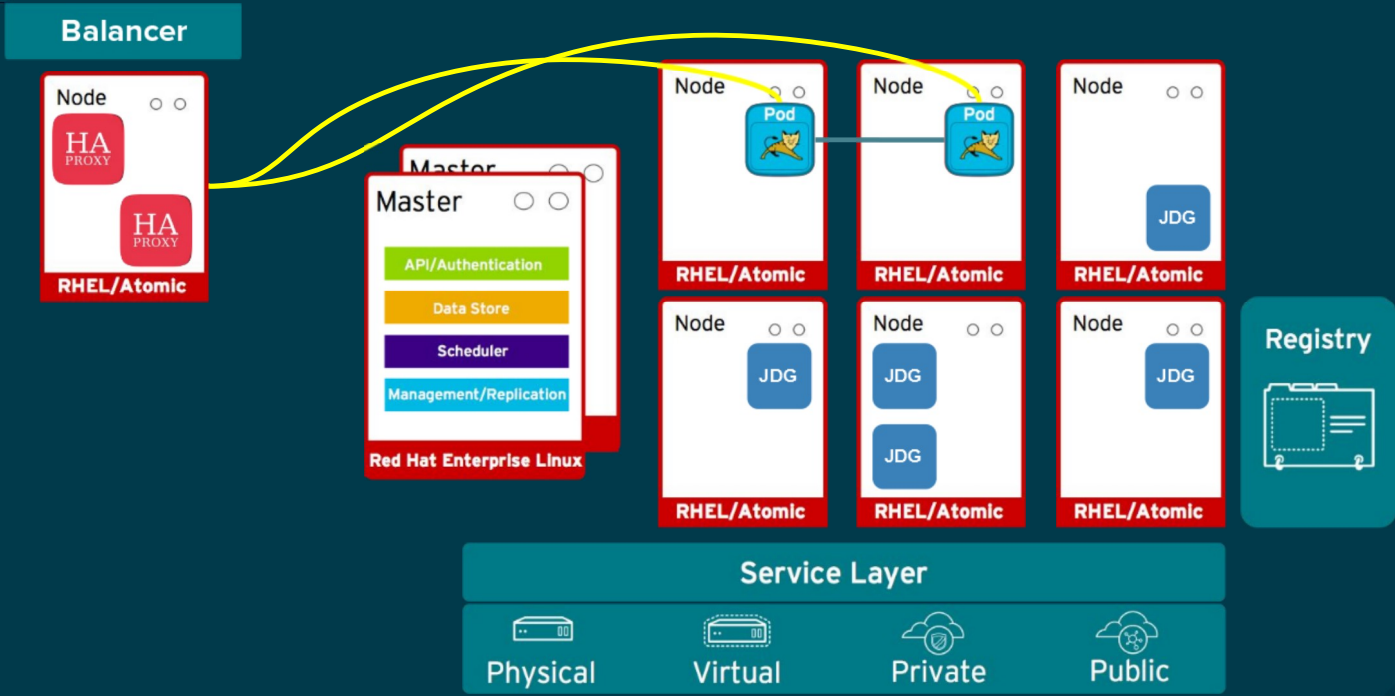 Balancer
Node
HA
PROXY
HA
PROXY
RHEL/Atomic
Master
Master
API/Authentication
Data Store
Scheduler
Management/Replication
Red Hat Enterprise Linux
Node
Pod
RHEL/Atomic
Node
Pod
RHEL/Atomic
Node
JDG
RHEL/Atomic
Node
JDG
RHEL/Atomic
Node
JDG
JDG
RHEL/Atomic
Node
JDG
RHEL/Atomic
Registry
Service Layer
Physical
Virtual
Private
Public